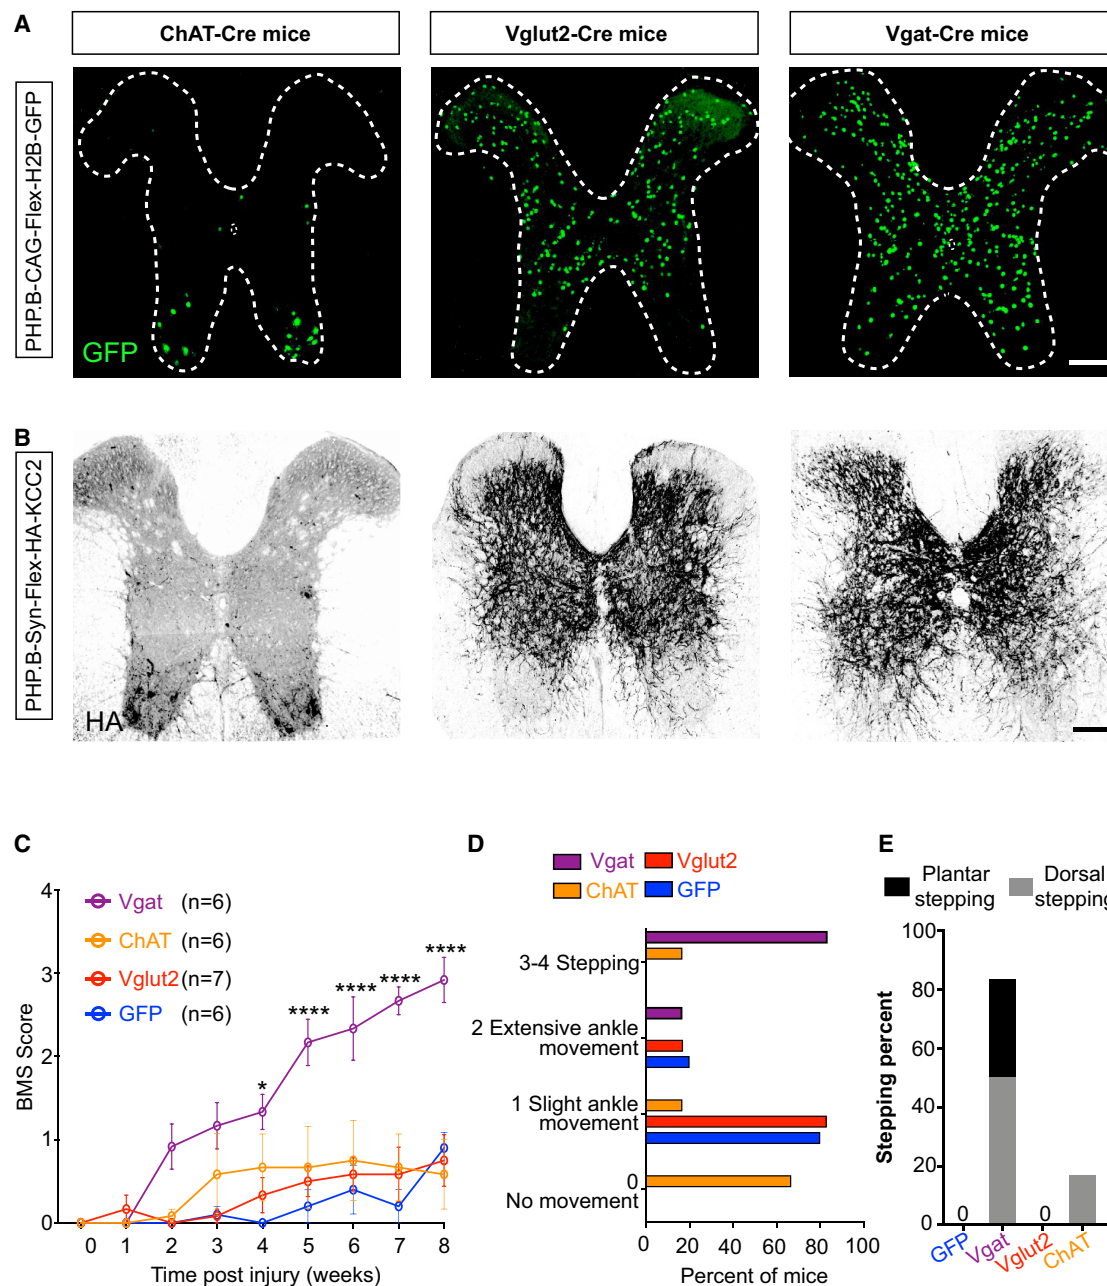 A
ChAT-Cre mice
Vglut2-Cre mice
Vgat-Cre mice
PHP.B-CAG-Flex-H2B-GFP
GFP
B
PHP.B-Syn-Flex-HA-KCC2
HA
C
Vgat (n=6)
ChAT (n=6)
Vglut2 (n=7)
GFP (n=6)
* **** **** **** ****
BMS Score
4
3
2
1
0
0 1 2 3 4 5 6 7 8
Time post injury (weeks)
D
Vgat Vglut2
ChAT GFP
3-4 Stepping
2 Extensive ankle
movement
1 Slight ankle
movement
0
No movement
0 20 40 60 80 100
Percent of mice
E
Plantar
stepping
Dorsal
stepping
Stepping percent
100
80
60
40
20
0
0 0
GFP Vgat Vglut2 ChAT